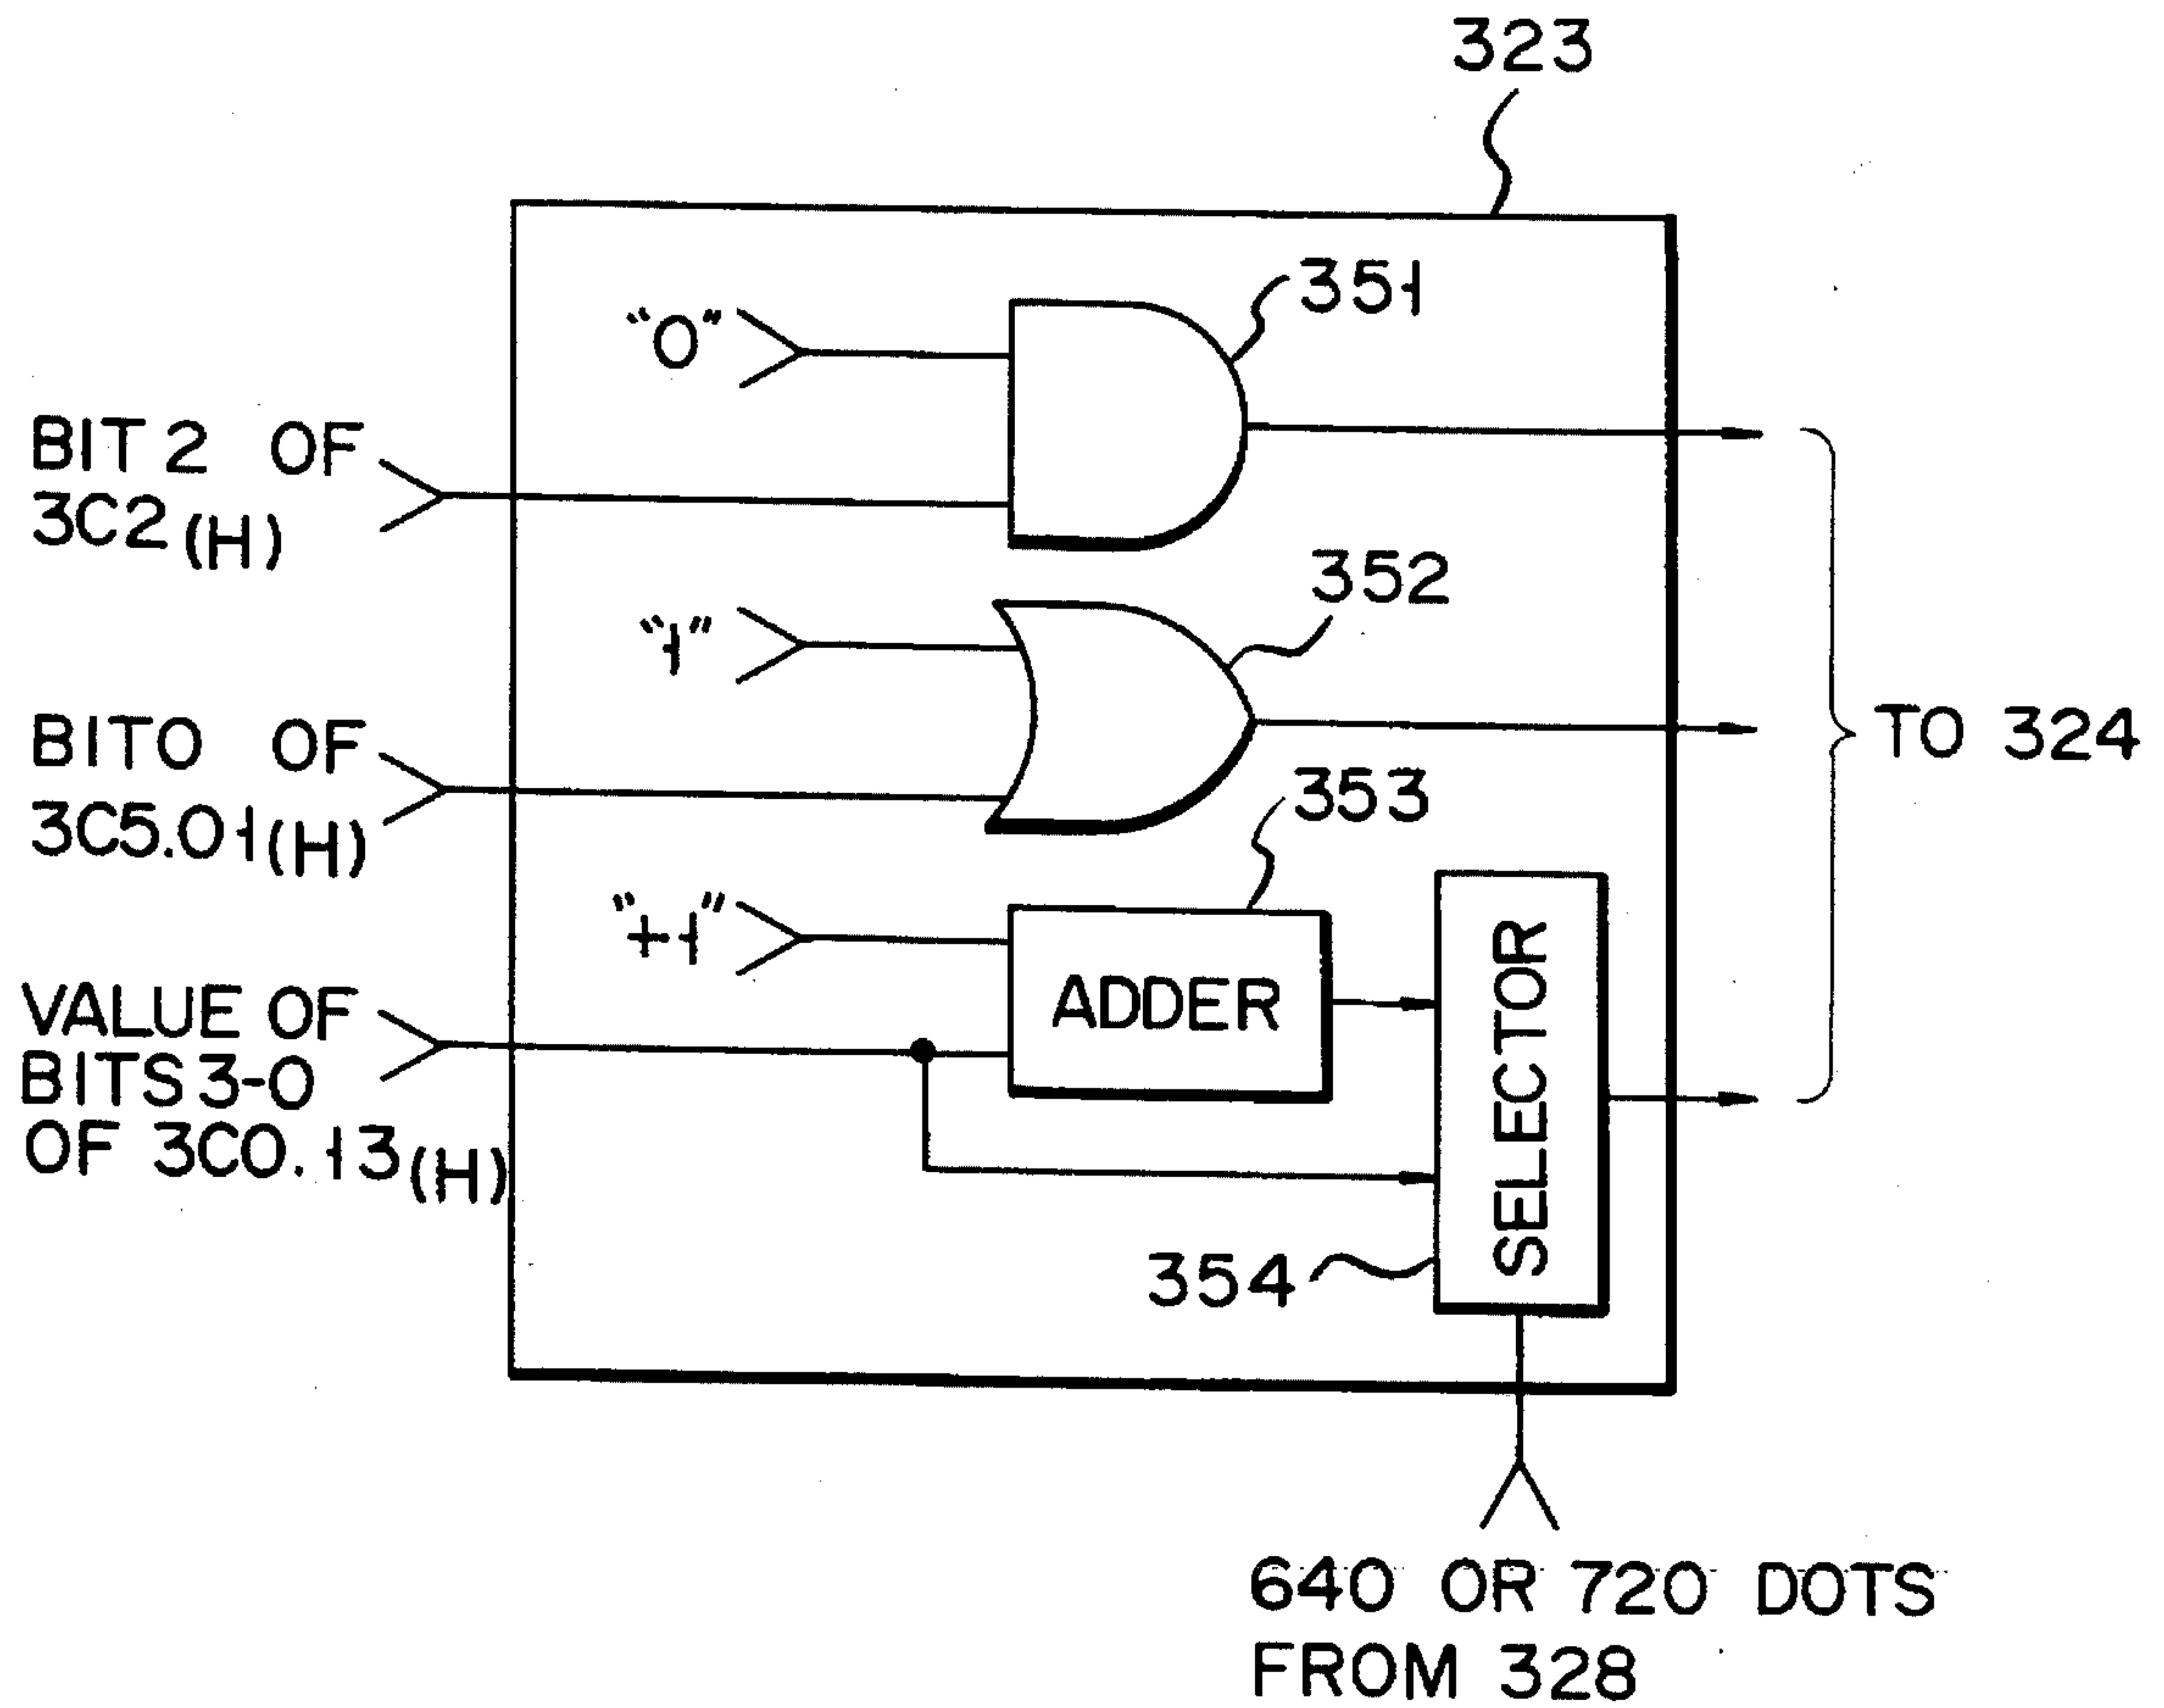 323
351
"0"
BIT 2 OF
3C2(H)
352
"1"
BIT0 OF
3C5.01(H)
TO 324
353
"+1"
ADDER
SELECTOR
VALUE OF
BITS 3-0
OF 3C0.13(H)
354
640 OR 720 DOTS
FROM 328